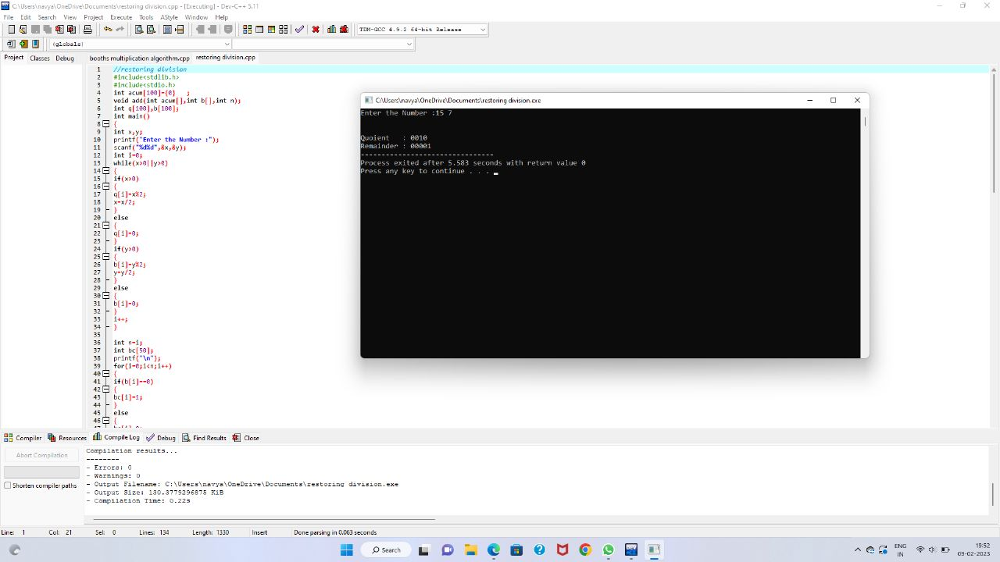 C:\Users\navya\OneDrive\Documents\restoring division.cpp - [Executing] - Dev-C++ 5.11
File Edit Search View Project Execute Tools AStyle Window Help
TDM-GCC 4.9.2 64-bit Release
(globals)
Project Classes Debug
booths multiplication algorithm.cpp restoring division.cpp
1 //restoring division
2 #include<stdlib.h>
3 #include<stdio.h>
4 int acum[100]={0} ;
5 void add(int acum[],int b[],int n);
6 int q[100],b[100];
7 int main()
8 {
9 int x,y;
10 printf("Enter the Number :");
11 scanf("%d%d",&x,&y);
12 int i=0;
13 while(x>0||y>0)
14 {
15 if(x>0)
16 {
17 q[i]=x%2;
18 x=x/2;
19 }
20 else
21 {
22 q[i]=0;
23 }
24 if(y>0)
25 {
26 b[i]=y%2;
27 y=y/2;
28 }
29 else
30 {
31 b[i]=0;
32 }
33 i++;
34 }
35
36 int n=i;
37 int bc[50];
38 printf("\n");
39 for(i=0;i<n;i++)
40 {
41 if(b[i]==0)
42 {
43 bc[i]=1;
44 }
45 else
46 {
C:\Users\navya\OneDrive\Documents\restoring division.exe
Enter the Number :15 7
Quoient : 0010
Remainder : 00001
--------------------------------
Process exited after 5.583 seconds with return value 0
Press any key to continue . . .
Compiler Resources Compile Log Debug Find Results Close
Abort Compilation
Shorten compiler paths
Compilation results...
--------
- Errors: 0
- Warnings: 0
- Output Filename: C:\Users\navya\OneDrive\Documents\restoring division.exe
- Output Size: 130.3779296875 KiB
- Compilation Time: 0.22s
Line: 1 Col: 21 Sel: 0 Lines: 134 Length: 1330 Insert Done parsing in 0.063 seconds
Search
ENG
IN
19:52
09-02-2023